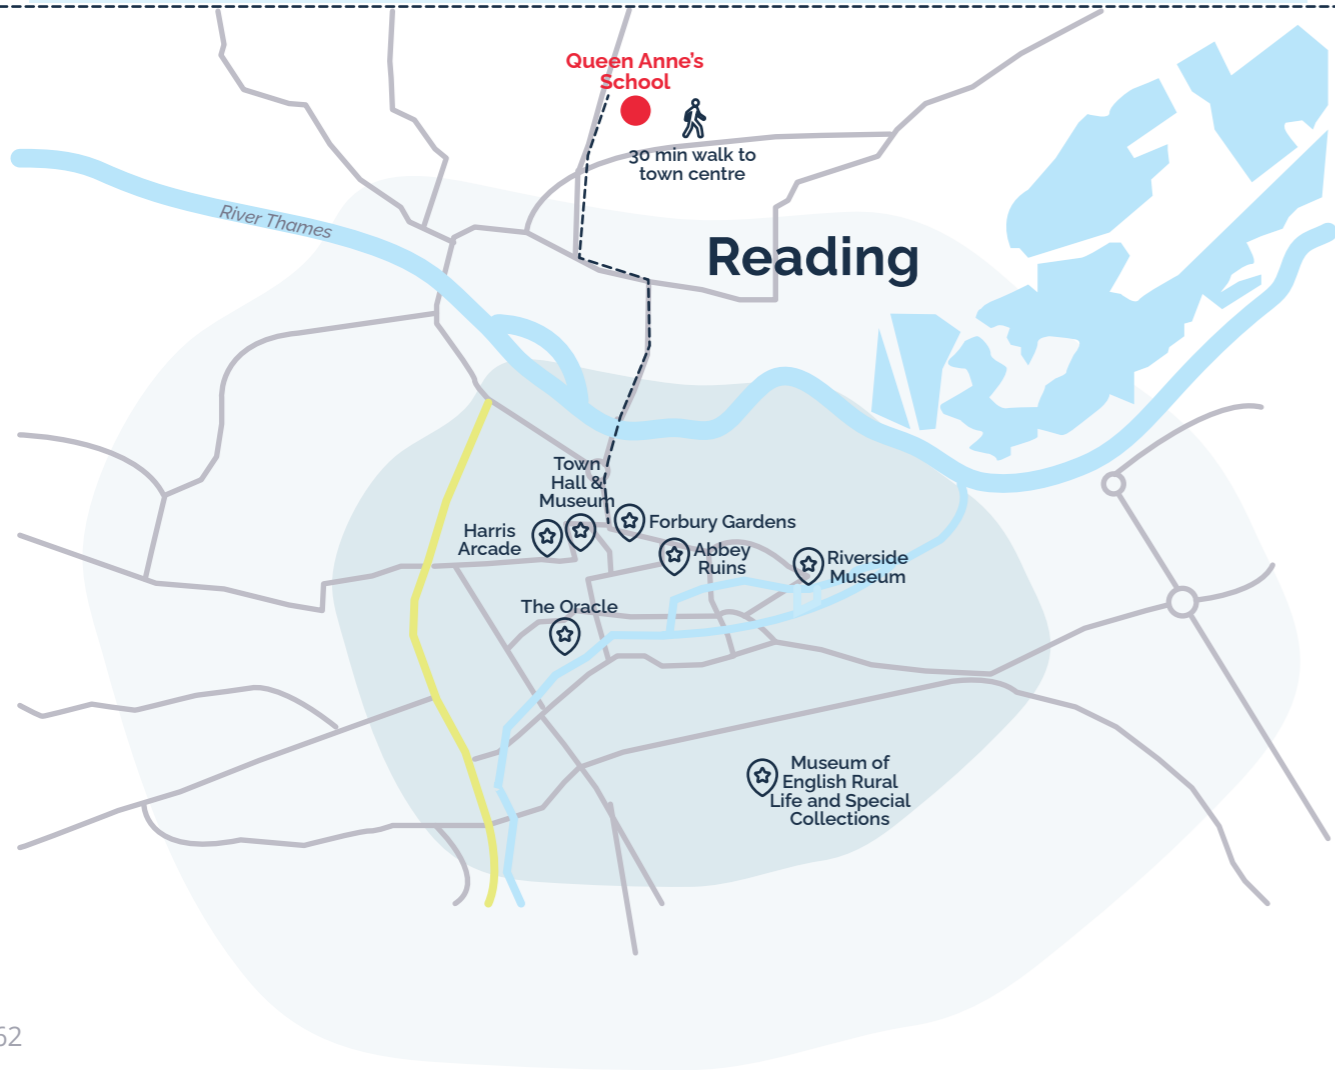 Queen Anne's
School
30 min walk to
town centre
River Thames
Reading
Town
Hall &
Museum
Forbury Gardens
Harris
Arcade
Abbey
Ruins
Riverside
Museum
The Oracle
Museum of
English Rural
Life and Special
Collections
62